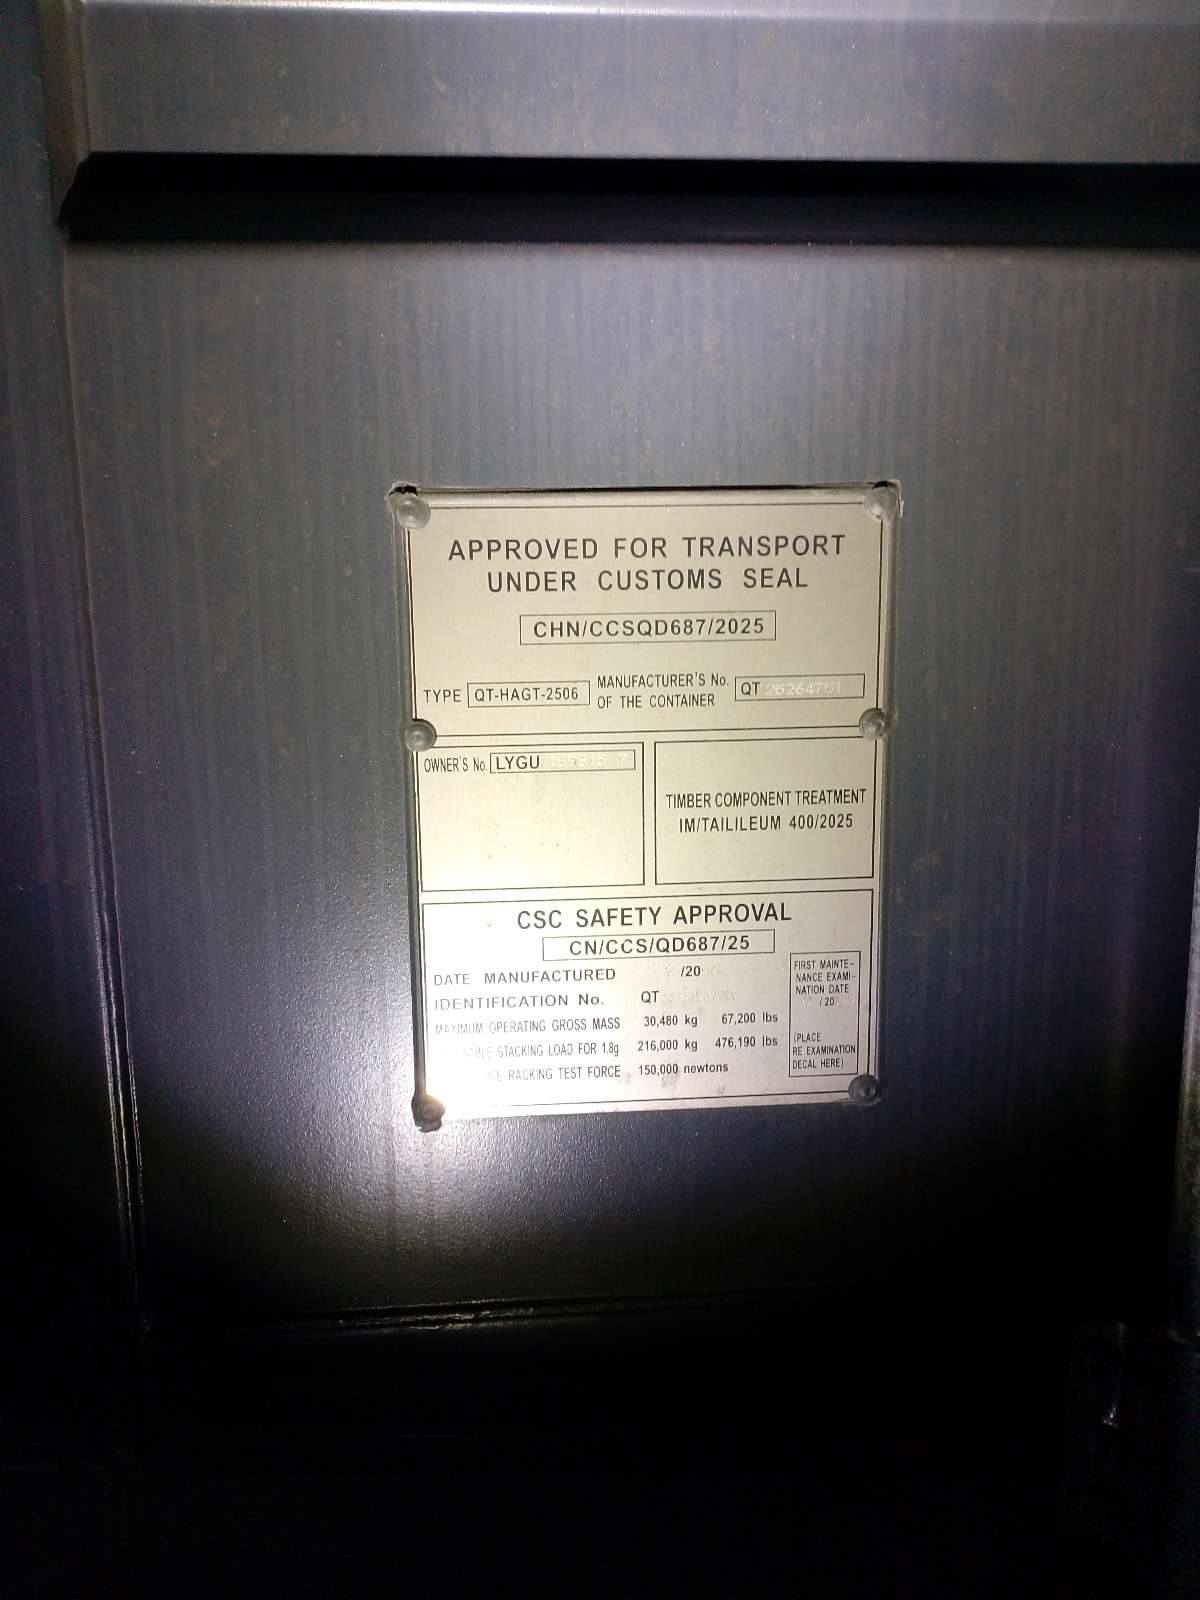 APPROVED FOR TRANSPORT
UNDER CUSTOMS SEAL
CHN/CCSQD687/2025
TYPE QT-HAGT-2506
MANUFACTURER'S No.
OF THE CONTAINER
QT 25264751
OWNER'S No. LYGU
TIMBER COMPONENT TREATMENT
IM/TAILILEUM 400/2025
CSC SAFETY APPROVAL
CN/CCS/QD687/25
DATE MANUFACTURED /20
IDENTIFICATION No. QT
MAXIMUM OPERATING GROSS MASS 30,480 kg 67,200 lbs
STACKING LOAD FOR 1.8g 216,000 kg 476,190 lbs
RACKING TEST FORCE 150,000 newtons
FIRST MAINTE-
NANCE EXAMI-
NATION DATE
/20
(PLACE
RE EXAMINATION
DECAL HERE)